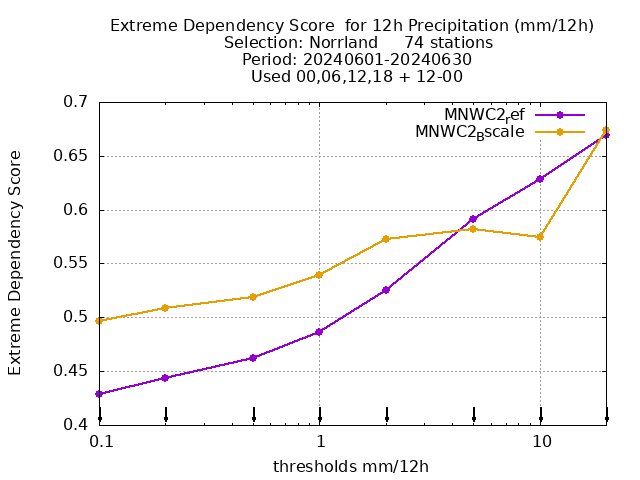 Extreme Dependency Score  for 12h Precipitation (mm/12h)
Selection: Norrland     74 stations
Period: 20240601-20240630
Used 00,06,12,18 + 12-00
MNWC2ref
MNWC2Bscale
Extreme Dependency Score
0.7
0.65
0.6
0.55
0.5
0.45
0.4
0.1
1
10
thresholds mm/12h